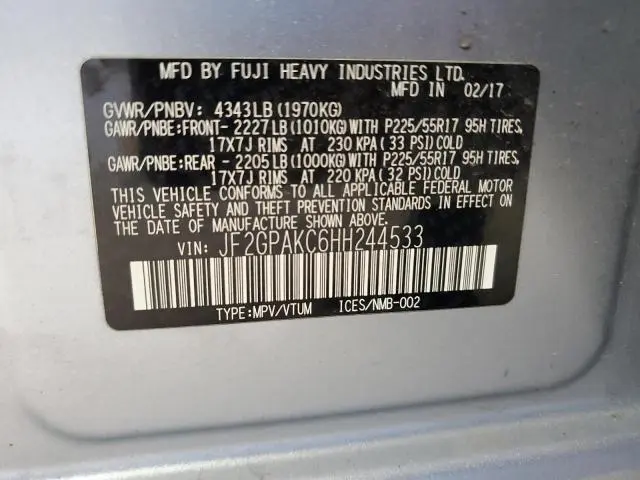 MFD BY FUJI HEAVY INDUSTRIES LTD.
MFD IN 02/17
GVWR/PNBV: 4343LB(1970KG)
GAWR/PNBE:FRONT- 2227LB(1010KG)WITH P225/55R17 95H TIRES,
17X7J RIMS AT 230 KPA( 33 PSI)COLD
GAWR/PNBE:REAR - 2205LB(1000KG)WITH P225/55R17 95H TIRES,
17X7J RIMS AT 220 KPA( 32 PSI)COLD
THIS VEHICLE CONFORMS TO ALL APPLICABLE FEDERAL MOTOR
VEHICLE SAFETY AND THEFT PREVENTION STANDARDS IN EFFECT ON
THE DATE OF MANUFACTURE SHOWN ABOVE.
VIN: JF2GPAKC6HH244533
TYPE:MPV/VTUM ICES/NMB-002